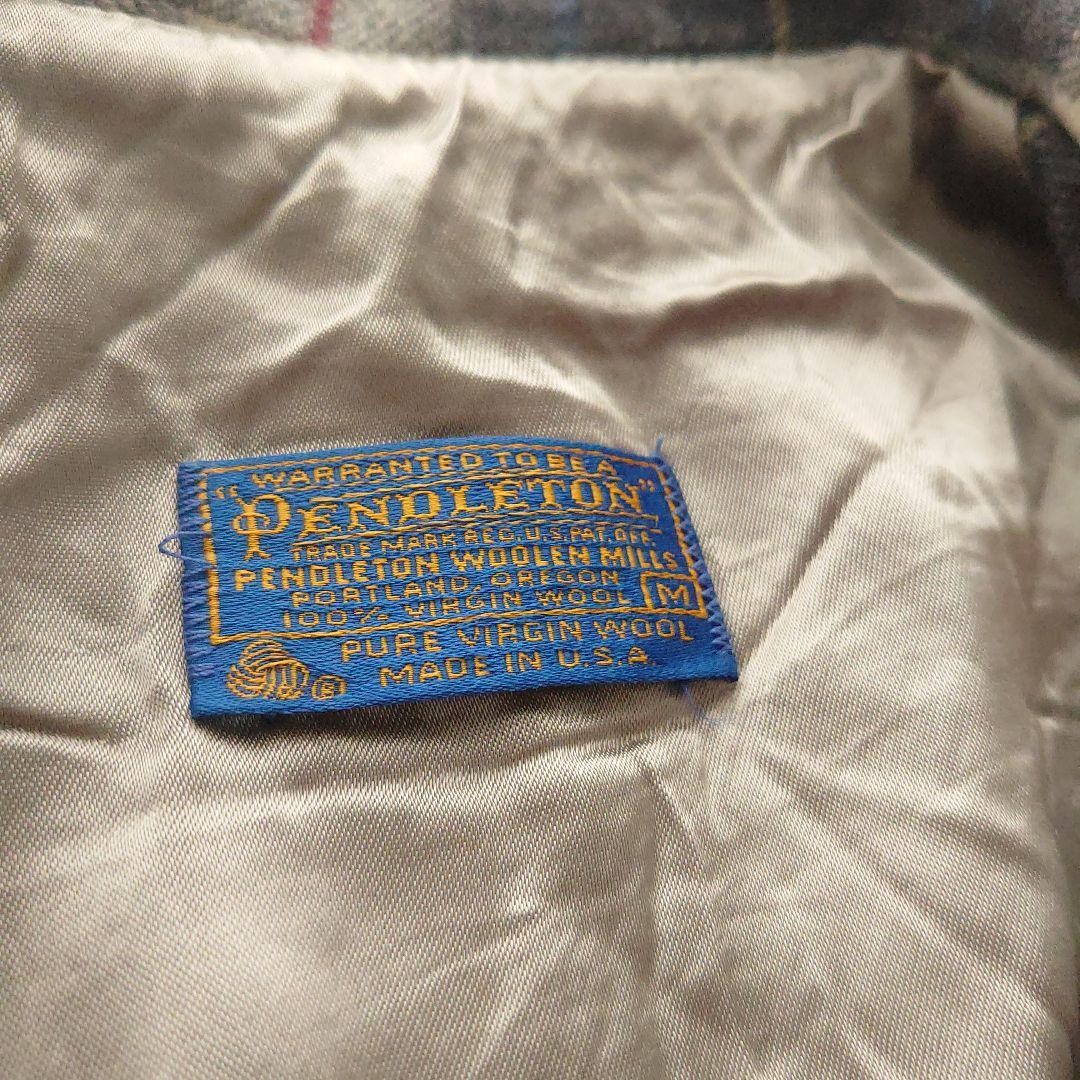 WARRANTED TO BE A
"PENDLETON"
TRADE MARK REG. U.S. PAT. OFF.
PENDLETON WOOLEN MILLS
PORTLAND, OREGON
100% VIRGIN WOOL M
PURE VIRGIN WOOL
® MADE IN U.S.A.